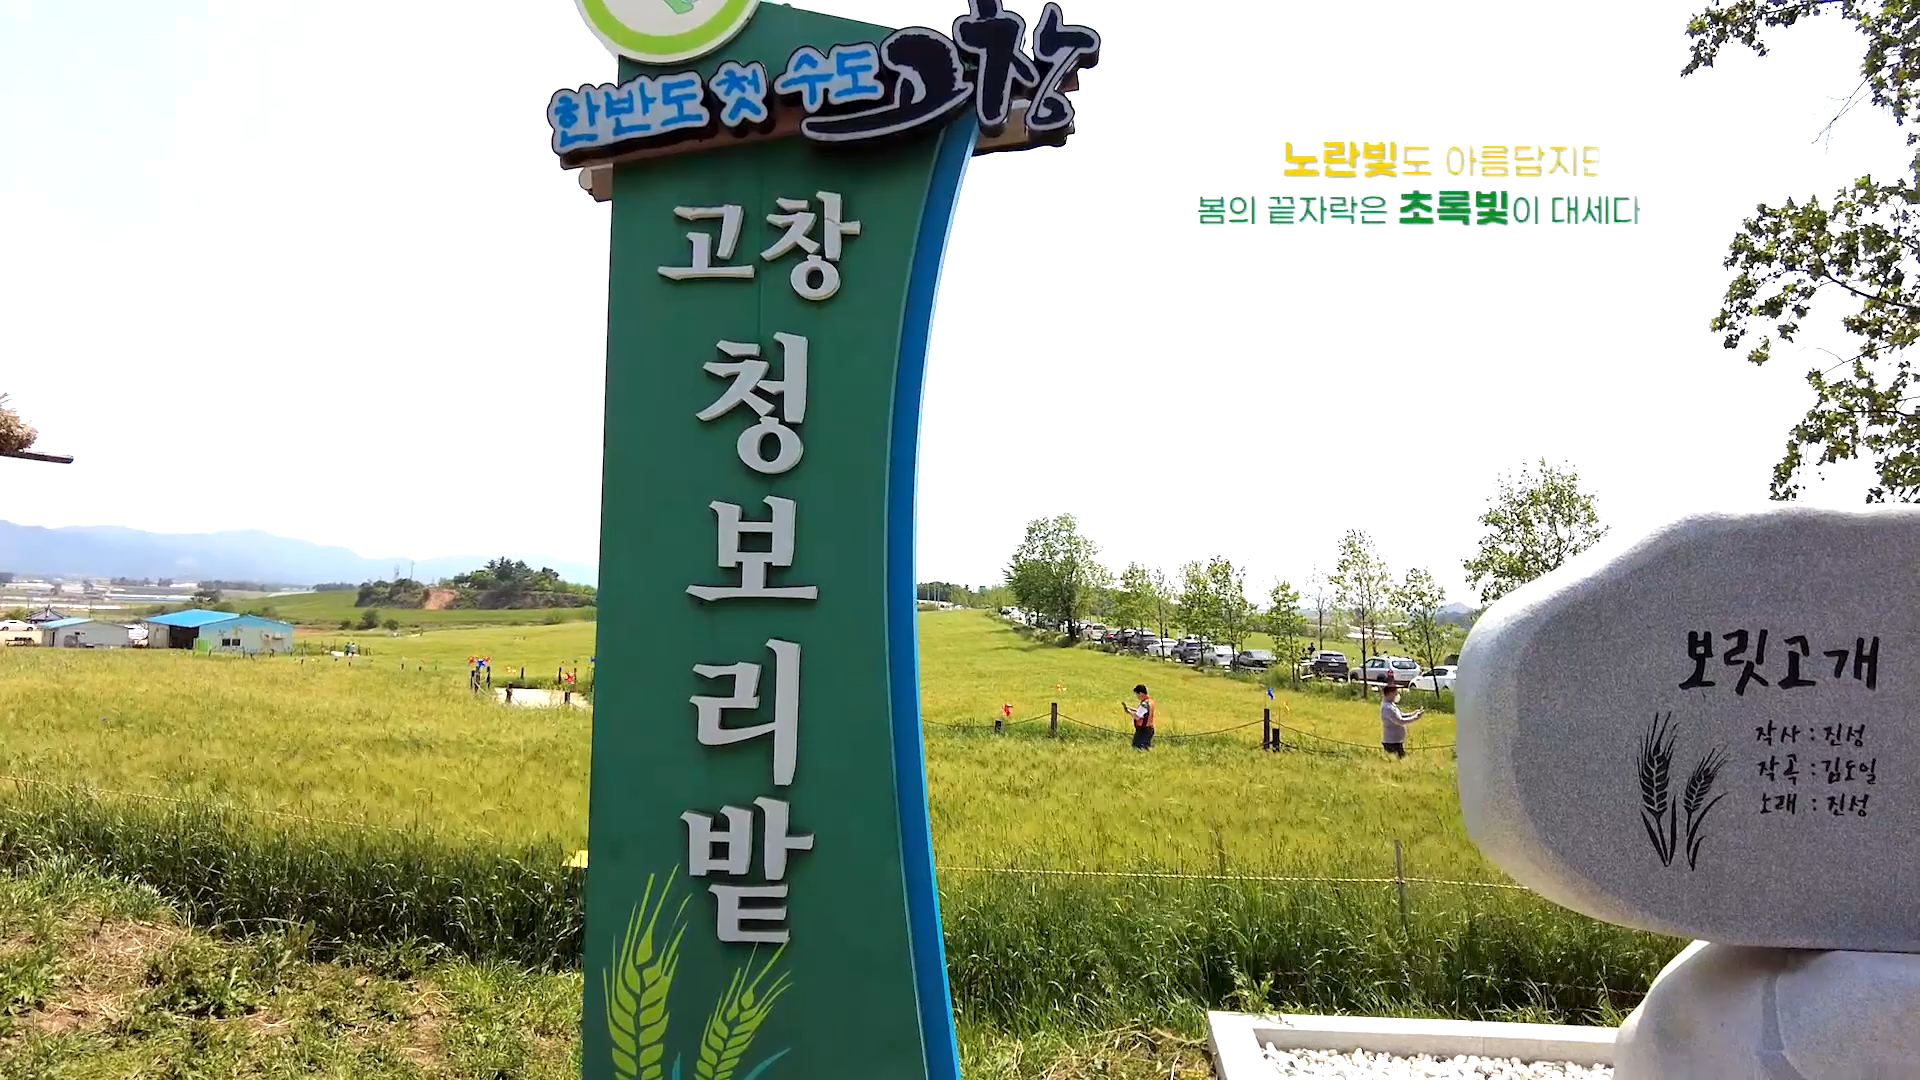 한반도 첫 수도 고창
고창
청보리밭
노란빛도 아름답지만
봄의 끝자락은 초록빛이 대세다
보릿고개
작사 : 진성
작곡 : 김도일
노래 : 진성